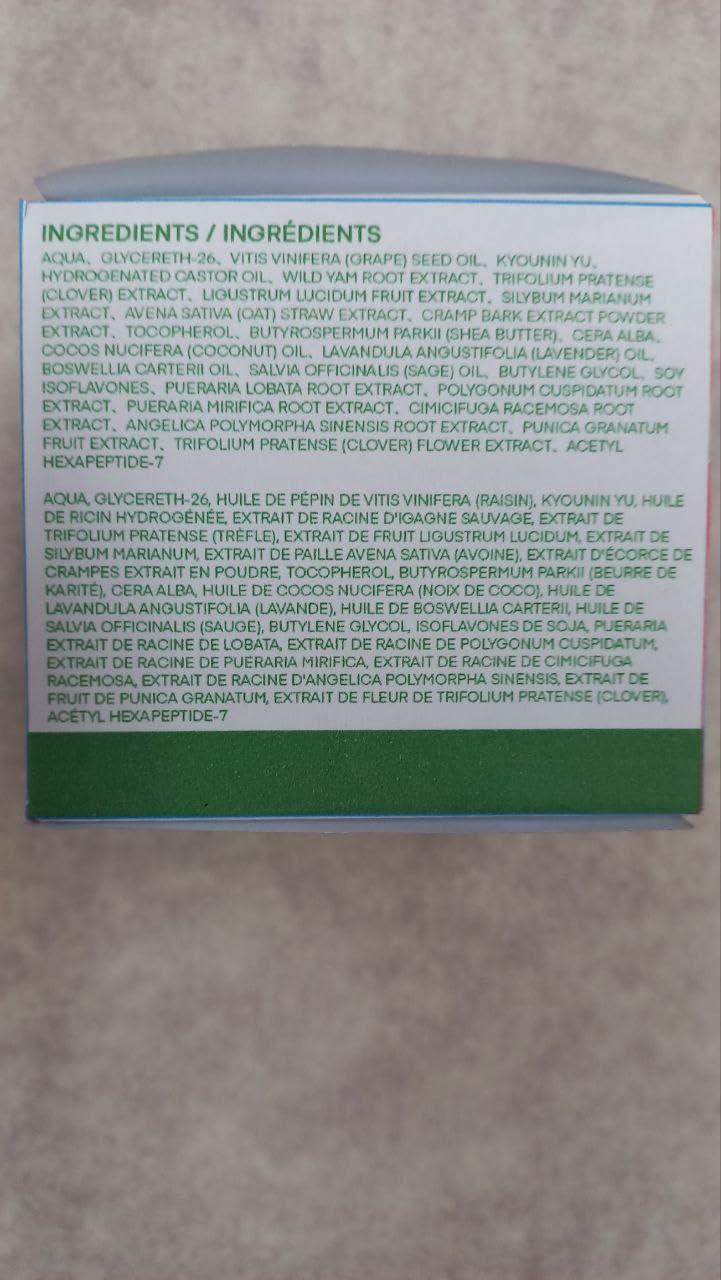 INGREDIENTS / INGRÉDIENTS
AQUA、GLYCERETH-26、VITIS VINIFERA (GRAPE) SEED OIL、KYOUNIN YU、
HYDROGENATED CASTOR OIL、WILD YAM ROOT EXTRACT、TRIFOLIUM PRATENSE
(CLOVER) EXTRACT、LIGUSTRUM LUCIDUM FRUIT EXTRACT、SILYBUM MARIANUM
EXTRACT、AVENA SATIVA (OAT) STRAW EXTRACT、CRAMP BARK EXTRACT POWDER
EXTRACT、TOCOPHEROL、BUTYROSPERMUM PARKII (SHEA BUTTER)、CERA ALBA、
COCOS NUCIFERA (COCONUT) OIL、LAVANDULA ANGUSTIFOLIA (LAVENDER) OIL、
BOSWELLIA CARTERII OIL、SALVIA OFFICINALIS (SAGE) OIL、BUTYLENE GLYCOL、SOY
ISOFLAVONES、PUERARIA LOBATA ROOT EXTRACT、POLYGONUM CUSPIDATUM ROOT
EXTRACT、PUERARIA MIRIFICA ROOT EXTRACT、CIMICIFUGA RACEMOSA ROOT
EXTRACT、ANGELICA POLYMORPHA SINENSIS ROOT EXTRACT、PUNICA GRANATUM
FRUIT EXTRACT、TRIFOLIUM PRATENSE (CLOVER) FLOWER EXTRACT、ACETYL
HEXAPEPTIDE-7
AQUA, GLYCERETH-26, HUILE DE PÉPIN DE VITIS VINIFERA (RAISIN), KYOUNIN YU, HUILE
DE RICIN HYDROGÉNÉE, EXTRAIT DE RACINE D'IGAGNE SAUVAGE, EXTRAIT DE
TRIFOLIUM PRATENSE (TRÈFLE), EXTRAIT DE FRUIT LIGUSTRUM LUCIDUM, EXTRAIT DE
SILYBUM MARIANUM, EXTRAIT DE PAILLE AVENA SATIVA (AVOINE), EXTRAIT D'ÉCORCE DE
CRAMPES EXTRAIT EN POUDRE, TOCOPHEROL, BUTYROSPERMUM PARKII (BEURRE DE
KARITÉ), CERA ALBA, HUILE DE COCOS NUCIFERA (NOIX DE COCO), HUILE DE
LAVANDULA ANGUSTIFOLIA (LAVANDE), HUILE DE BOSWELLIA CARTERII, HUILE DE
SALVIA OFFICINALIS (SAUGE), BUTYLENE GLYCOL, ISOFLAVONES DE SOJA, PUERARIA
EXTRAIT DE RACINE DE LOBATA, EXTRAIT DE RACINE DE POLYGONUM CUSPIDATUM,
EXTRAIT DE RACINE DE PUERARIA MIRIFICA, EXTRAIT DE RACINE DE CIMICIFUGA
RACEMOSA, EXTRAIT DE RACINE D'ANGELICA POLYMORPHA SINENSIS, EXTRAIT DE
FRUIT DE PUNICA GRANATUM, EXTRAIT DE FLEUR DE TRIFOLIUM PRATENSE (CLOVER),
ACÉTYL HEXAPEPTIDE-7